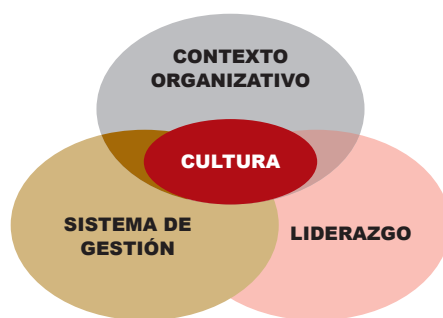 CONTEXTO
ORGANIZATIVO
CULTURA
SISTEMA DE
GESTIÓN
LIDERAZGO